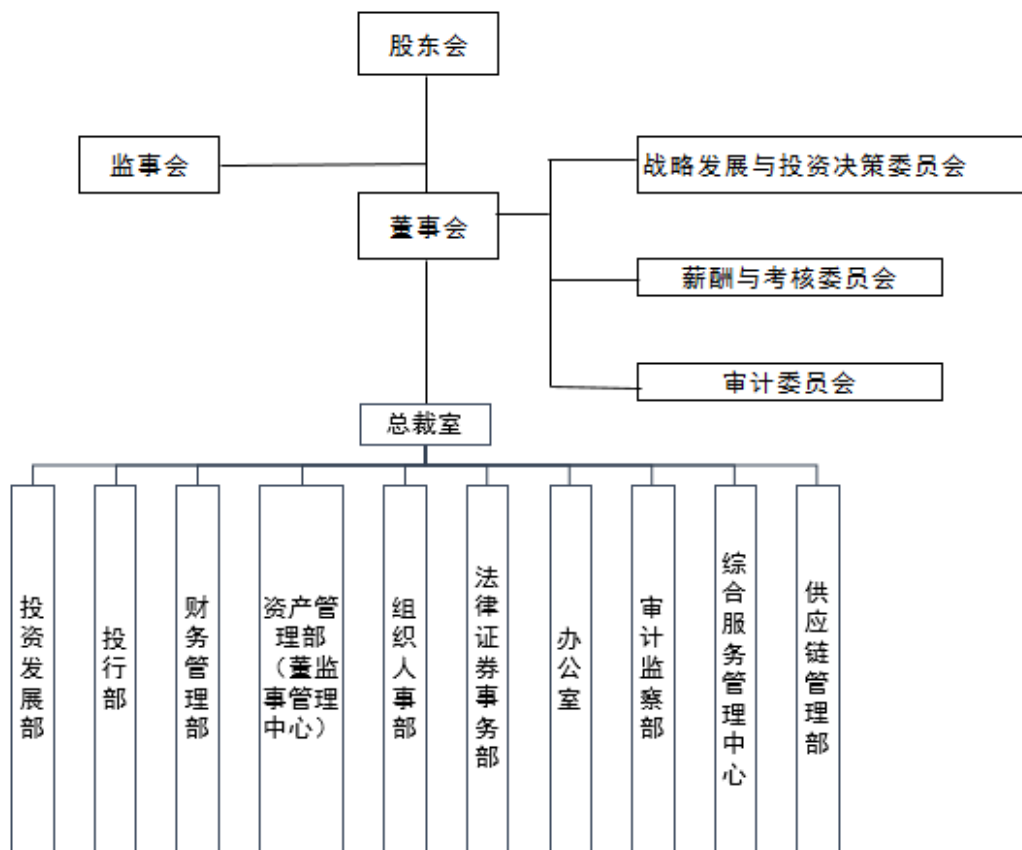 股东会
监事会
战略发展与投资决策委员会
董事会
薪酬与考核委员会
审计委员会
总裁室
投资发展部
投行部
财务管理部
资产管
理部
（董监
事管理
中心）
组织人事部
法律证券事务部
办公室
审计监察部
综合服务管理中心
供应链管理部